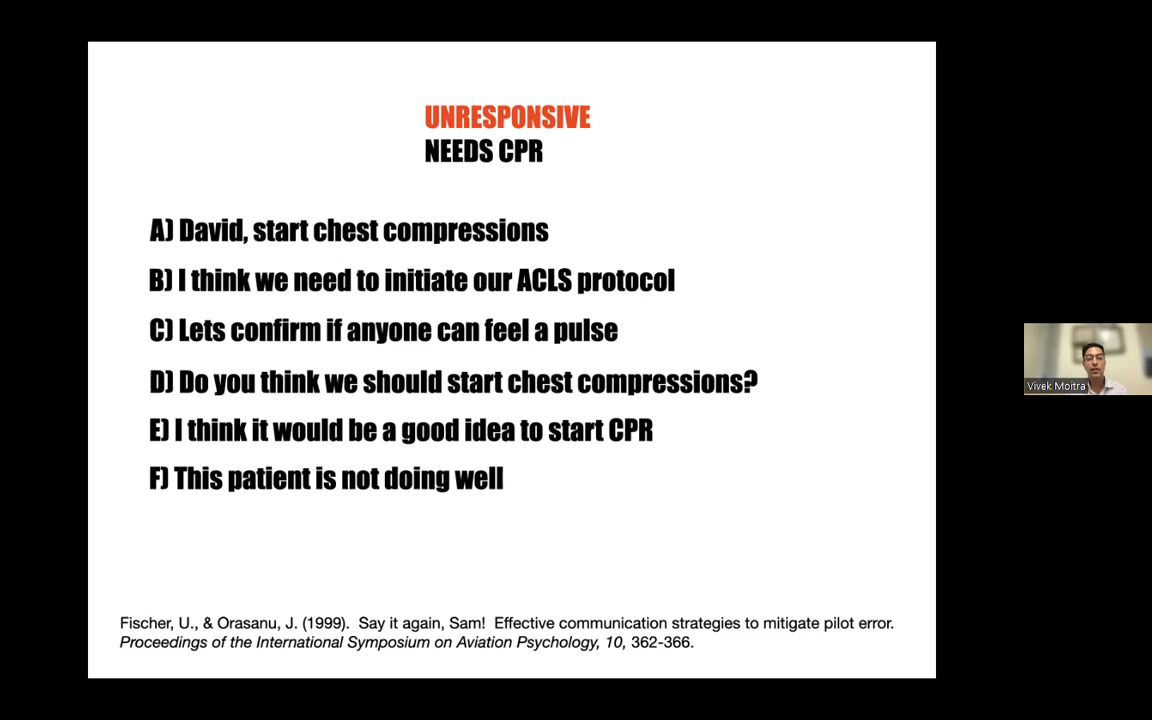 UNRESPONSIVE
NEEDS CPR
A) David, start chest compressions
B) I think we need to initiate our ACLS protocol
C) Lets confirm if anyone can feel a pulse
D) Do you think we should start chest compressions?
E) I think it would be a good idea to start CPR
F) This patient is not doing well
Fischer, U., & Orasanu, J. (1999). Say it again, Sam! Effective communication strategies to mitigate pilot error.
Proceedings of the International Symposium on Aviation Psychology, 10, 362-366.
Vivek Moitra